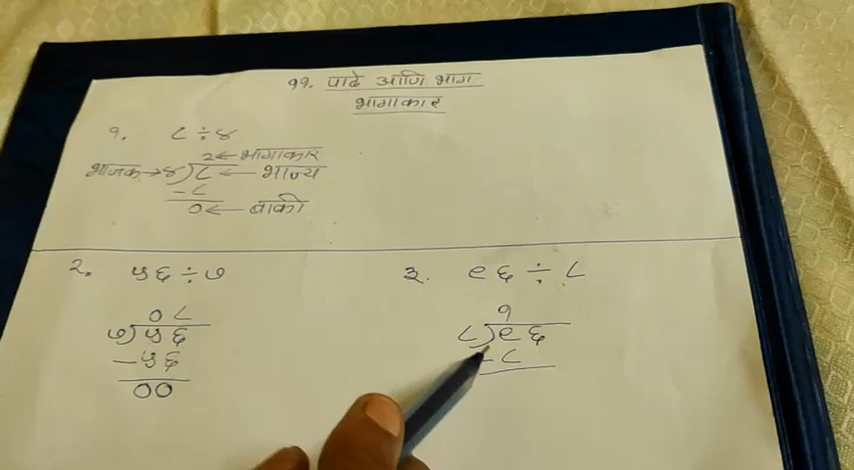 ११. पाढे आणि भाग
भागाकार
१. ८÷४
२←भागाकार
भाजक→४)८←भाज्य
-८
०←बाकी
२. ५६÷७
०८
७)५६
-५६
००
३. ९६÷८
१
८)९६
-८